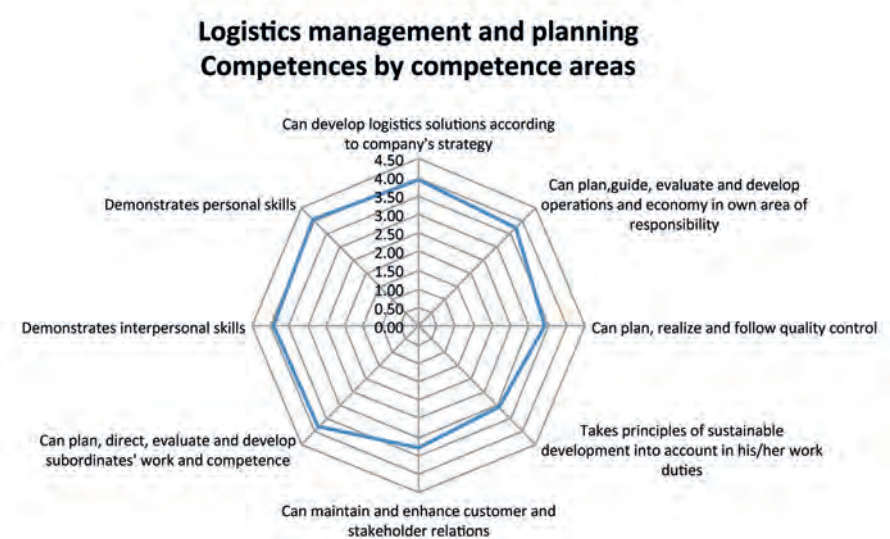 Logistics management and planning
Competences by competence areas
Can develop logistics solutions according
to company's strategy
4.50
4.00
3.50
3.00
2.50
2.00
1.50
1.00
0.50
0.00
Can plan,guide, evaluate and develop
operations and economy in own area of
responsibility
Can plan, realize and follow quality control
Takes principles of sustainable
development into account in his/her work
duties
Can maintain and enhance customer and
stakeholder relations
Can plan, direct, evaluate and develop
subordinates' work and competence
Demonstrates interpersonal skills
Demonstrates personal skills